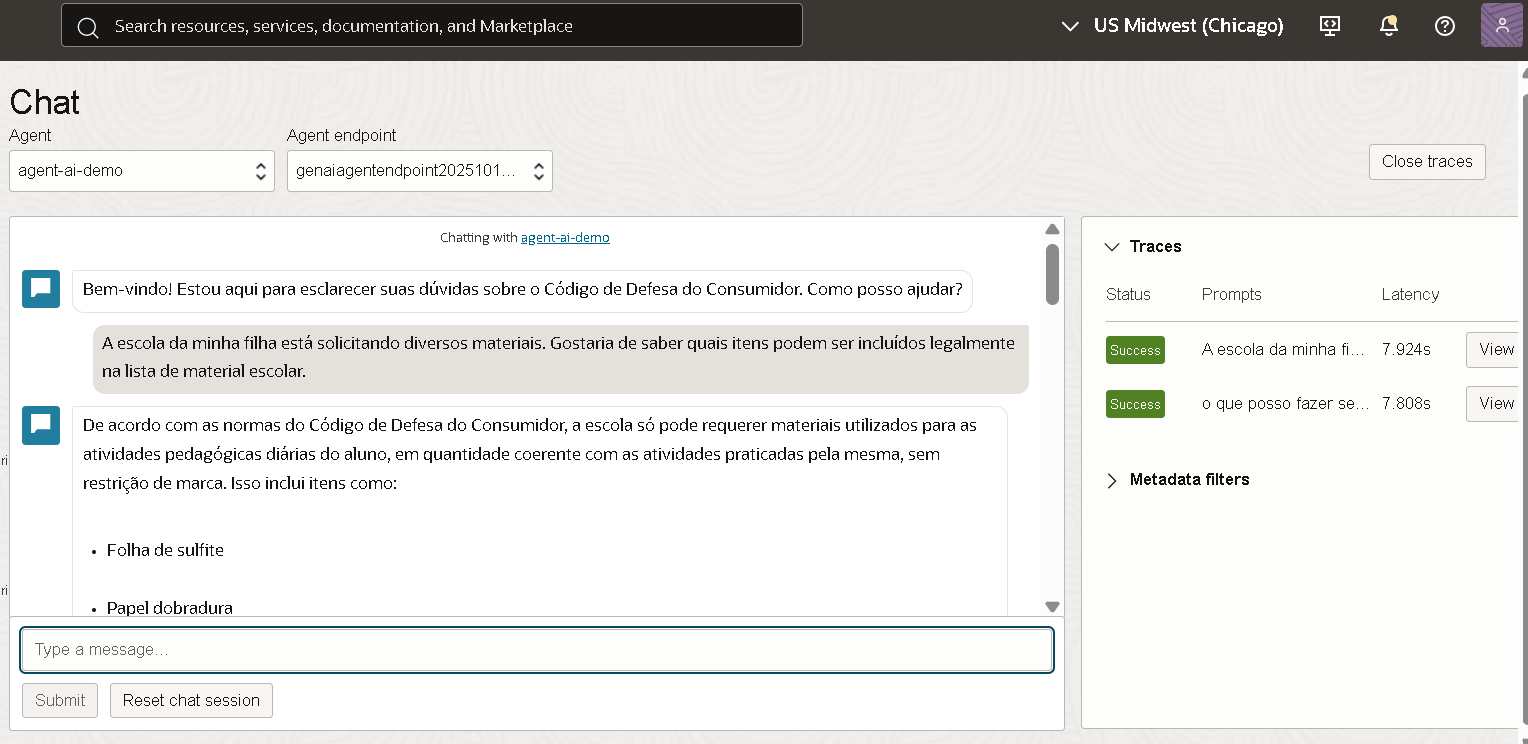 Search resources, services, documentation, and Marketplace
US Midwest (Chicago)
Chat
Agent
Agent endpoint
agent-ai-demo
genaiagentendpoint2025101...
Close traces
Chatting with agent-ai-demo
Bem-vindo! Estou aqui para esclarecer suas dúvidas sobre o Código de Defesa do Consumidor. Como posso ajudar?
A escola da minha filha está solicitando diversos materiais. Gostaria de saber quais itens podem ser incluídos legalmente
na lista de material escolar.
De acordo com as normas do Código de Defesa do Consumidor, a escola só pode requerer materiais utilizados para as
atividades pedagógicas diárias do aluno, em quantidade coerente com as atividades praticadas pela mesma, sem
restrição de marca. Isso inclui itens como:
• Folha de sulfite
• Papel dobradura
Type a message...
Submit
Reset chat session
Traces
Status Prompts Latency
Success A escola da minha fi... 7.924s View
Success o que posso fazer se... 7.808s View
Metadata filters
ri
ri